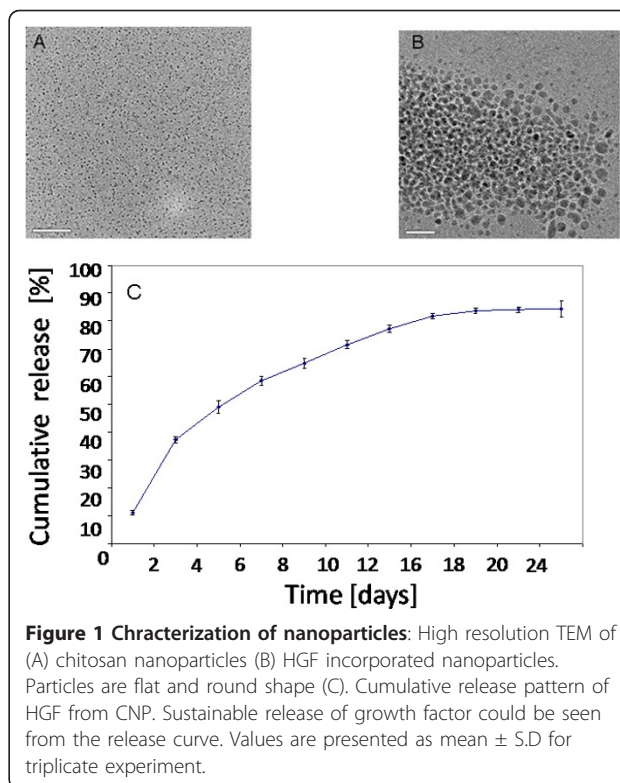 A
B
C
Cumulative release [%]
100
90
80
70
60
50
40
30
20
10
0
2
4
6
8
10
12
14
16
18
20
22
24
Time [days]
Figure 1 Chracterization of nanoparticles: High resolution TEM of
(A) chitosan nanoparticles (B) HGF incorporated nanoparticles.
Particles are flat and round shape (C). Cumulative release pattern of
HGF from CNP. Sustainable release of growth factor could be seen
from the release curve. Values are presented as mean ± S.D for
triplicate experiment.